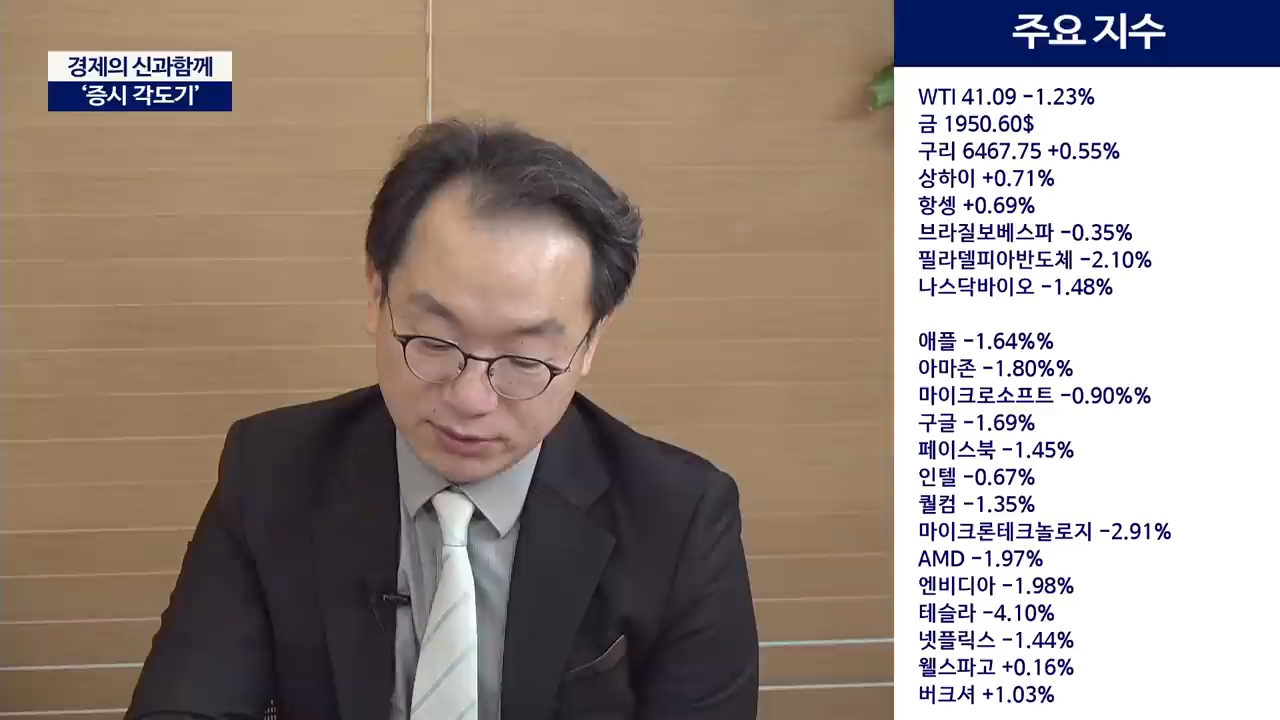 경제의 신과함께
‘증시 각도기’
주요 지수
WTI 41.09 -1.23%
금 1950.60$
구리 6467.75 +0.55%
상하이 +0.71%
항셍 +0.69%
브라질보베스파 -0.35%
필라델피아반도체 -2.10%
나스닥바이오 -1.48%
애플 -1.64%%
아마존 -1.80%%
마이크로소프트 -0.90%%
구글 -1.69%
페이스북 -1.45%
인텔 -0.67%
퀄컴 -1.35%
마이크론테크놀로지 -2.91%
AMD -1.97%
엔비디아 -1.98%
테슬라 -4.10%
넷플릭스 -1.44%
웰스파고 +0.16%
버크셔 +1.03%